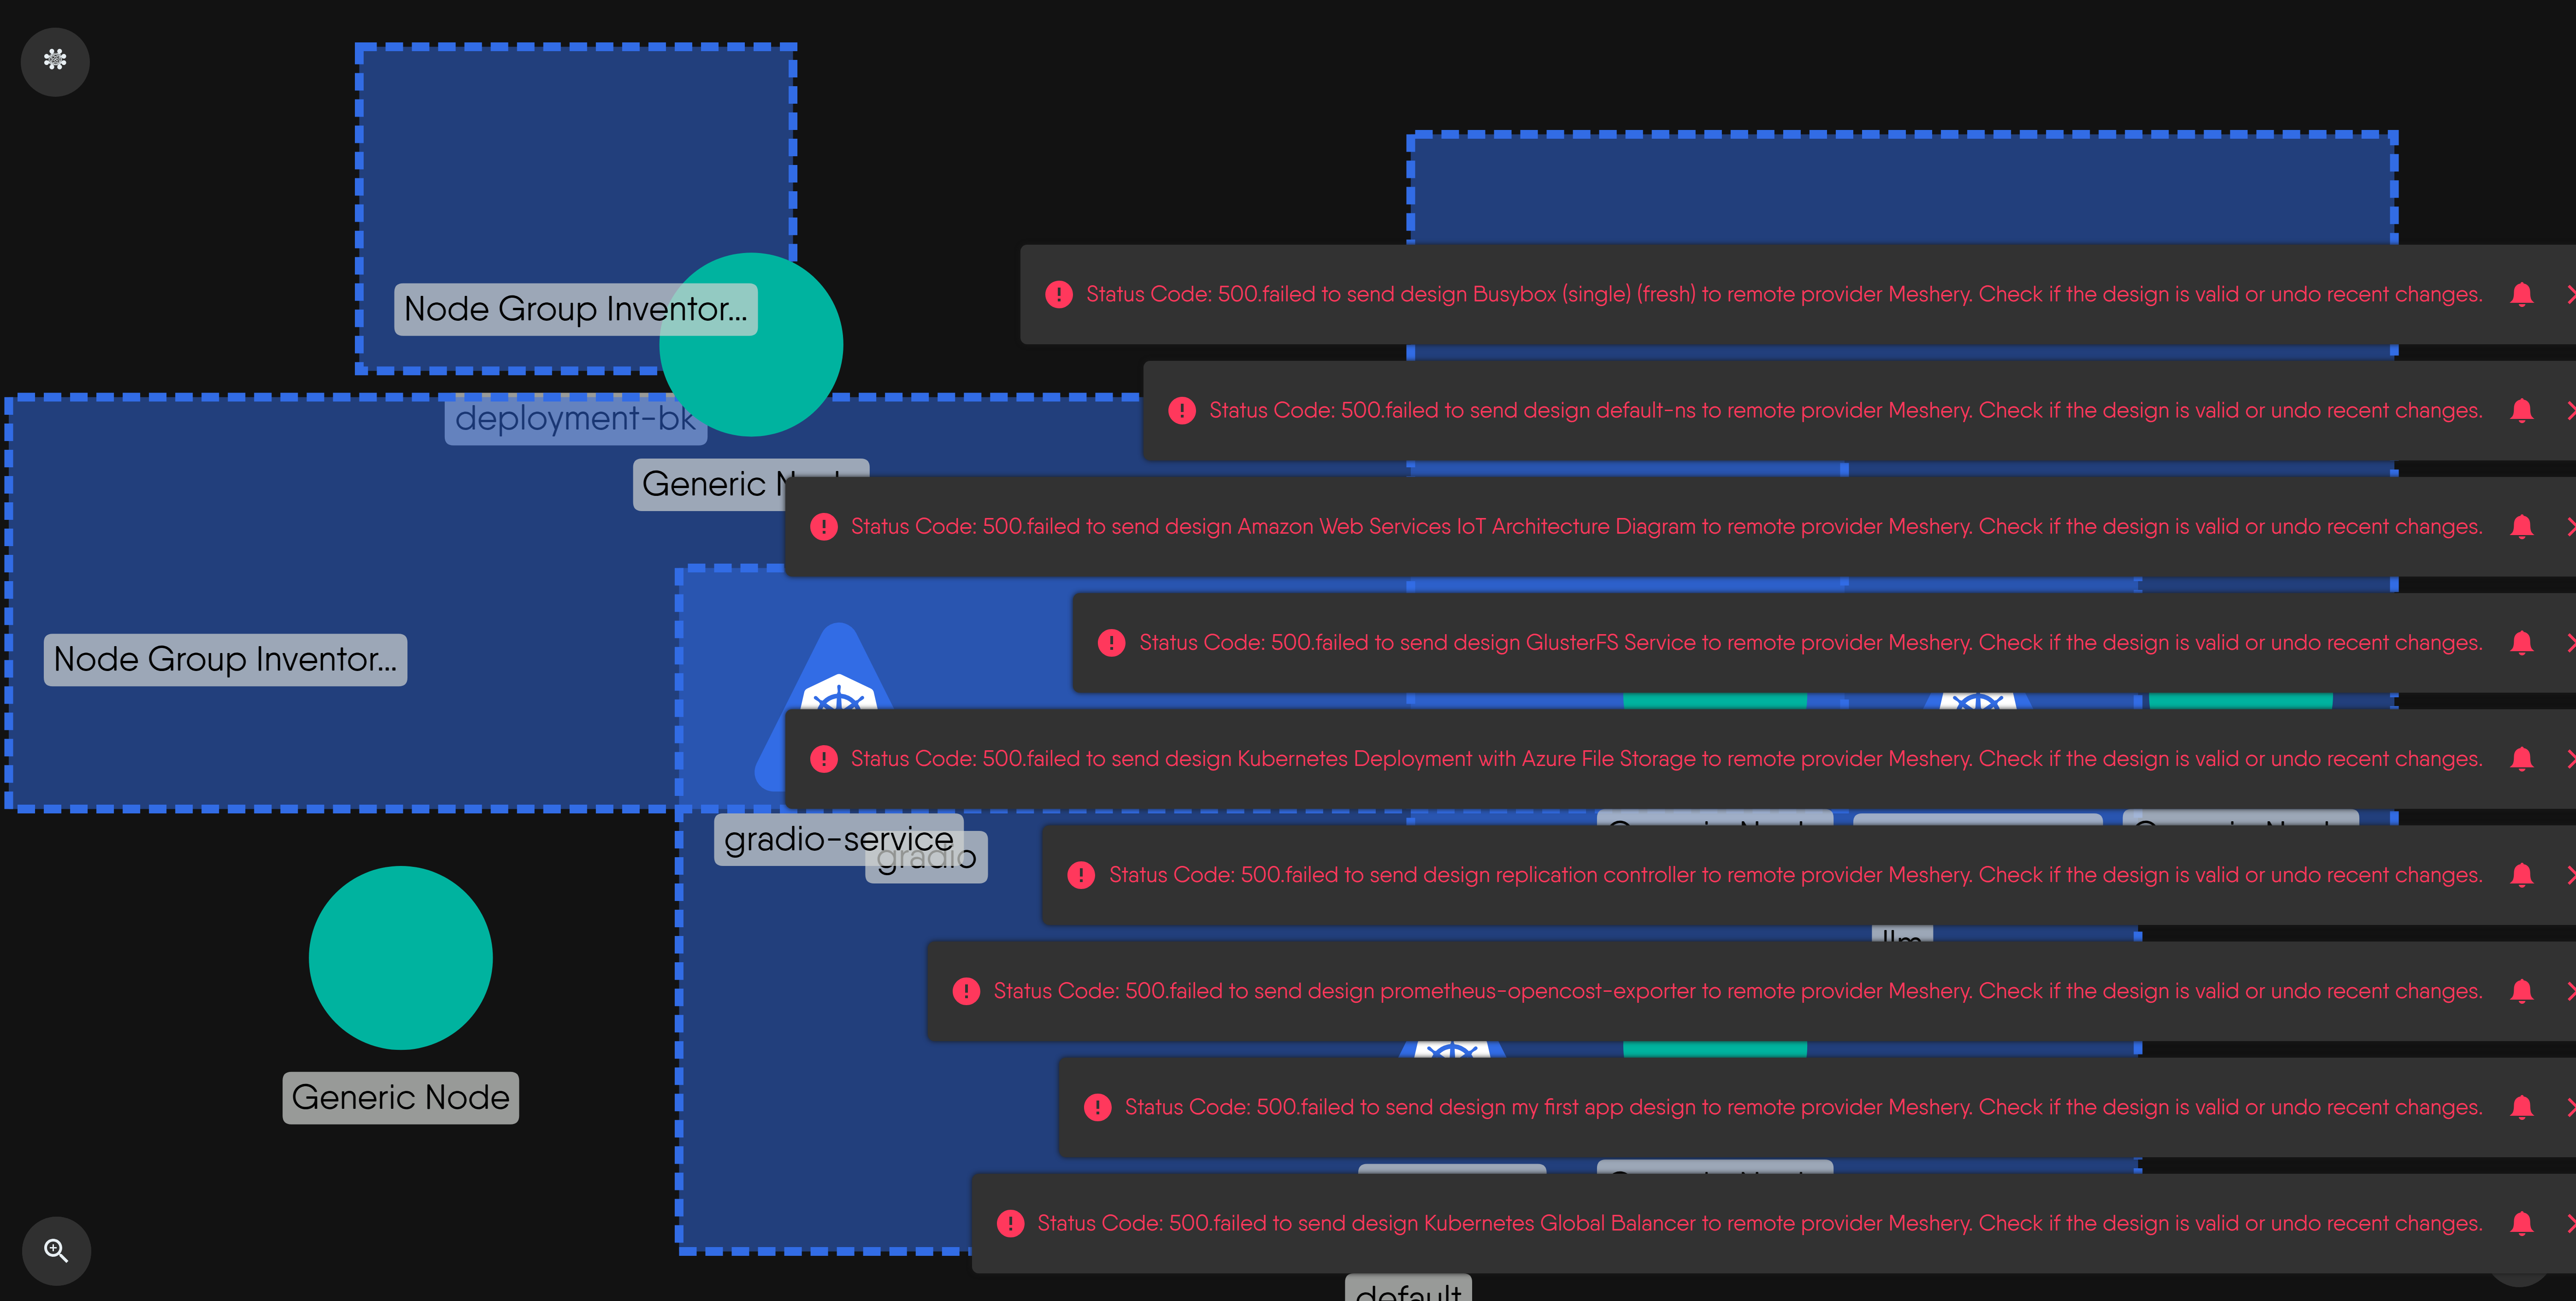 Node Group Inventor...
Status Code: 500.failed to send design Busybox (single) (fresh) to remote provider Meshery. Check if the design is valid or undo recent changes.
deployment-bk
Status Code: 500.failed to send design default-ns to remote provider Meshery. Check if the design is valid or undo recent changes.
Generic
Status Code: 500.failed to send design Amazon Web Services IoT Architecture Diagram to remote provider Meshery. Check if the design is valid or undo recent changes.
Status Code: 500.failed to send design GlusterFS Service to remote provider Meshery. Check if the design is valid or undo recent changes.
Node Group Inventor...
Status Code: 500.failed to send design Kubernetes Deployment with Azure File Storage to remote provider Meshery. Check if the design is valid or undo recent changes.
gradio-service
gradio
Status Code: 500.failed to send design replication controller to remote provider Meshery. Check if the design is valid or undo recent changes.
llm
Status Code: 500.failed to send design prometheus-opencost-exporter to remote provider Meshery. Check if the design is valid or undo recent changes.
Generic Node
Status Code: 500.failed to send design my first app design to remote provider Meshery. Check if the design is valid or undo recent changes.
Status Code: 500.failed to send design Kubernetes Global Balancer to remote provider Meshery. Check if the design is valid or undo recent changes.
default